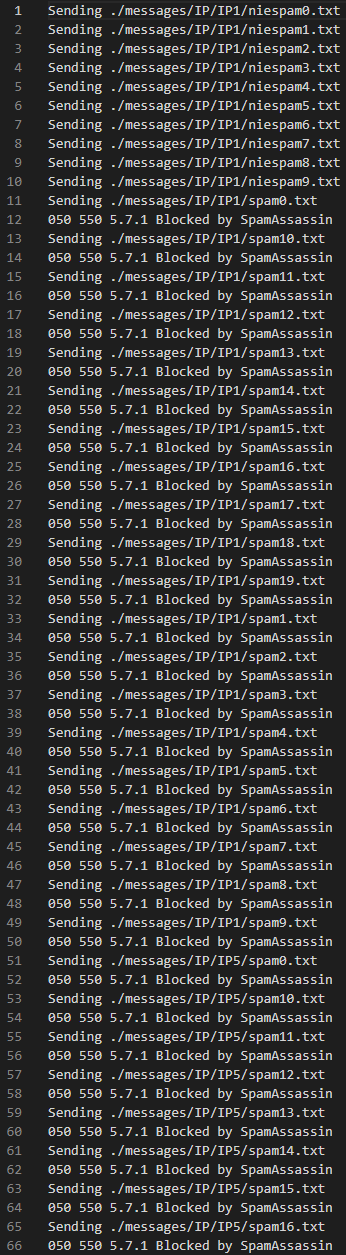 1 Sending ./messages/IP/IP1/niespam0.txt
2 Sending ./messages/IP/IP1/niespam1.txt
3 Sending ./messages/IP/IP1/niespam2.txt
4 Sending ./messages/IP/IP1/niespam3.txt
5 Sending ./messages/IP/IP1/niespam4.txt
6 Sending ./messages/IP/IP1/niespam5.txt
7 Sending ./messages/IP/IP1/niespam6.txt
8 Sending ./messages/IP/IP1/niespam7.txt
9 Sending ./messages/IP/IP1/niespam8.txt
10 Sending ./messages/IP/IP1/niespam9.txt
11 Sending ./messages/IP/IP1/spam0.txt
12 050 550 5.7.1 Blocked by SpamAssassin
13 Sending ./messages/IP/IP1/spam10.txt
14 050 550 5.7.1 Blocked by SpamAssassin
15 Sending ./messages/IP/IP1/spam11.txt
16 050 550 5.7.1 Blocked by SpamAssassin
17 Sending ./messages/IP/IP1/spam12.txt
18 050 550 5.7.1 Blocked by SpamAssassin
19 Sending ./messages/IP/IP1/spam13.txt
20 050 550 5.7.1 Blocked by SpamAssassin
21 Sending ./messages/IP/IP1/spam14.txt
22 050 550 5.7.1 Blocked by SpamAssassin
23 Sending ./messages/IP/IP1/spam15.txt
24 050 550 5.7.1 Blocked by SpamAssassin
25 Sending ./messages/IP/IP1/spam16.txt
26 050 550 5.7.1 Blocked by SpamAssassin
27 Sending ./messages/IP/IP1/spam17.txt
28 050 550 5.7.1 Blocked by SpamAssassin
29 Sending ./messages/IP/IP1/spam18.txt
30 050 550 5.7.1 Blocked by SpamAssassin
31 Sending ./messages/IP/IP1/spam19.txt
32 050 550 5.7.1 Blocked by SpamAssassin
33 Sending ./messages/IP/IP1/spam1.txt
34 050 550 5.7.1 Blocked by SpamAssassin
35 Sending ./messages/IP/IP1/spam2.txt
36 050 550 5.7.1 Blocked by SpamAssassin
37 Sending ./messages/IP/IP1/spam3.txt
38 050 550 5.7.1 Blocked by SpamAssassin
39 Sending ./messages/IP/IP1/spam4.txt
40 050 550 5.7.1 Blocked by SpamAssassin
41 Sending ./messages/IP/IP1/spam5.txt
42 050 550 5.7.1 Blocked by SpamAssassin
43 Sending ./messages/IP/IP1/spam6.txt
44 050 550 5.7.1 Blocked by SpamAssassin
45 Sending ./messages/IP/IP1/spam7.txt
46 050 550 5.7.1 Blocked by SpamAssassin
47 Sending ./messages/IP/IP1/spam8.txt
48 050 550 5.7.1 Blocked by SpamAssassin
49 Sending ./messages/IP/IP1/spam9.txt
50 050 550 5.7.1 Blocked by SpamAssassin
51 Sending ./messages/IP/IP5/spam0.txt
52 050 550 5.7.1 Blocked by SpamAssassin
53 Sending ./messages/IP/IP5/spam10.txt
54 050 550 5.7.1 Blocked by SpamAssassin
55 Sending ./messages/IP/IP5/spam11.txt
56 050 550 5.7.1 Blocked by SpamAssassin
57 Sending ./messages/IP/IP5/spam12.txt
58 050 550 5.7.1 Blocked by SpamAssassin
59 Sending ./messages/IP/IP5/spam13.txt
60 050 550 5.7.1 Blocked by SpamAssassin
61 Sending ./messages/IP/IP5/spam14.txt
62 050 550 5.7.1 Blocked by SpamAssassin
63 Sending ./messages/IP/IP5/spam15.txt
64 050 550 5.7.1 Blocked by SpamAssassin
65 Sending ./messages/IP/IP5/spam16.txt
66 050 550 5.7.1 Blocked by SpamAssassin